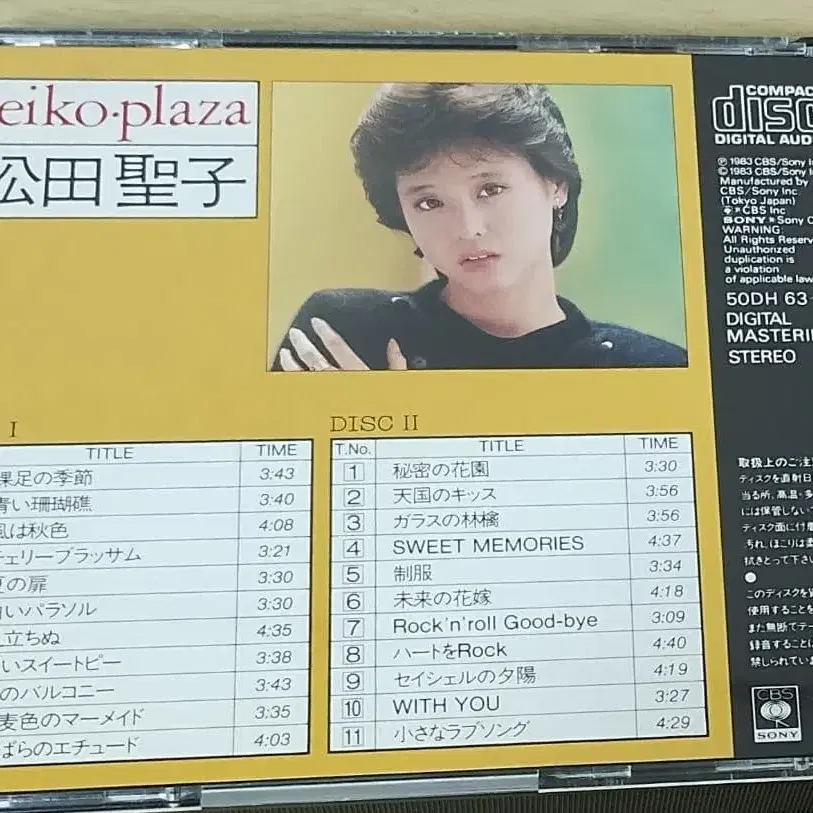 eiko·plaza
松田聖子
COMPAC
disc
DIGITAL AUD
Ⓟ 1983 CBS/Sony In
© 1983 CBS/Sony I
Manufactured by
CBS/Sony Inc
(Tokyo Japan)
CBS Inc
SONY Sony C
WARNING:
All Rights Reserv
Unauthorized
duplication is
a violation
of applicable law
50DH 63-
DIGITAL
MASTERI
STEREO
I
TITLE TIME
裸足の季節 3:43
青い珊瑚礁 3:40
風は秋色 4:08
チェリーブラッサム 3:21
夏の扉 3:30
いパラソル 3:30
立ちぬ 4:35
いスイートピー 3:38
のバルコニー 3:43
麦色のマーメイド 3:35
ばらのエチュード 4:03
DISC II
T.No. TITLE TIME
1 秘密の花園 3:30
2 天国のキッス 3:56
3 ガラスの林檎 3:56
4 SWEET MEMORIES 4:37
5 制服 3:34
6 未来の花嫁 4:18
7 Rock'n'roll Good-bye 3:09
8 ハートをRock 4:40
9 セイシェルの夕陽 4:19
10 WITH YOU 3:27
11 小さなラブソング 4:29
取扱上のご注
ディスクを直射日
当る所、高温・多
には保管しない
ディスク面に付
汚れ、ほこりは柔
拭きとって下さい
●
このディスクを
使用することを
また無断でテー
録音することに
禁じられていま
CBS
SONY